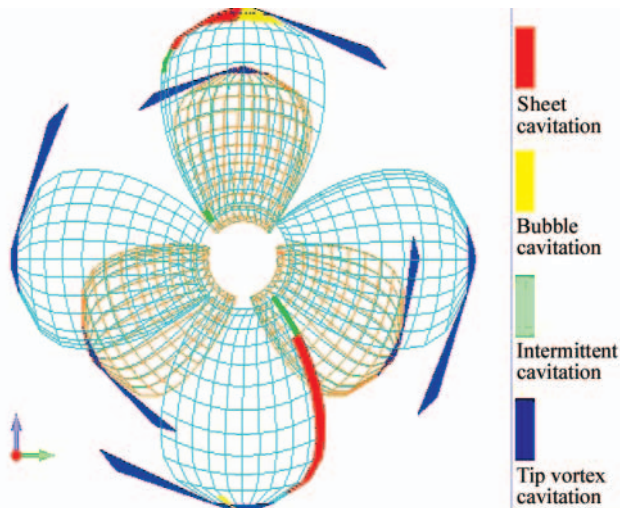 Sheet
cavitation
Bubble
cavitation
Intermittent
cavitation
Tip vortex
cavitation